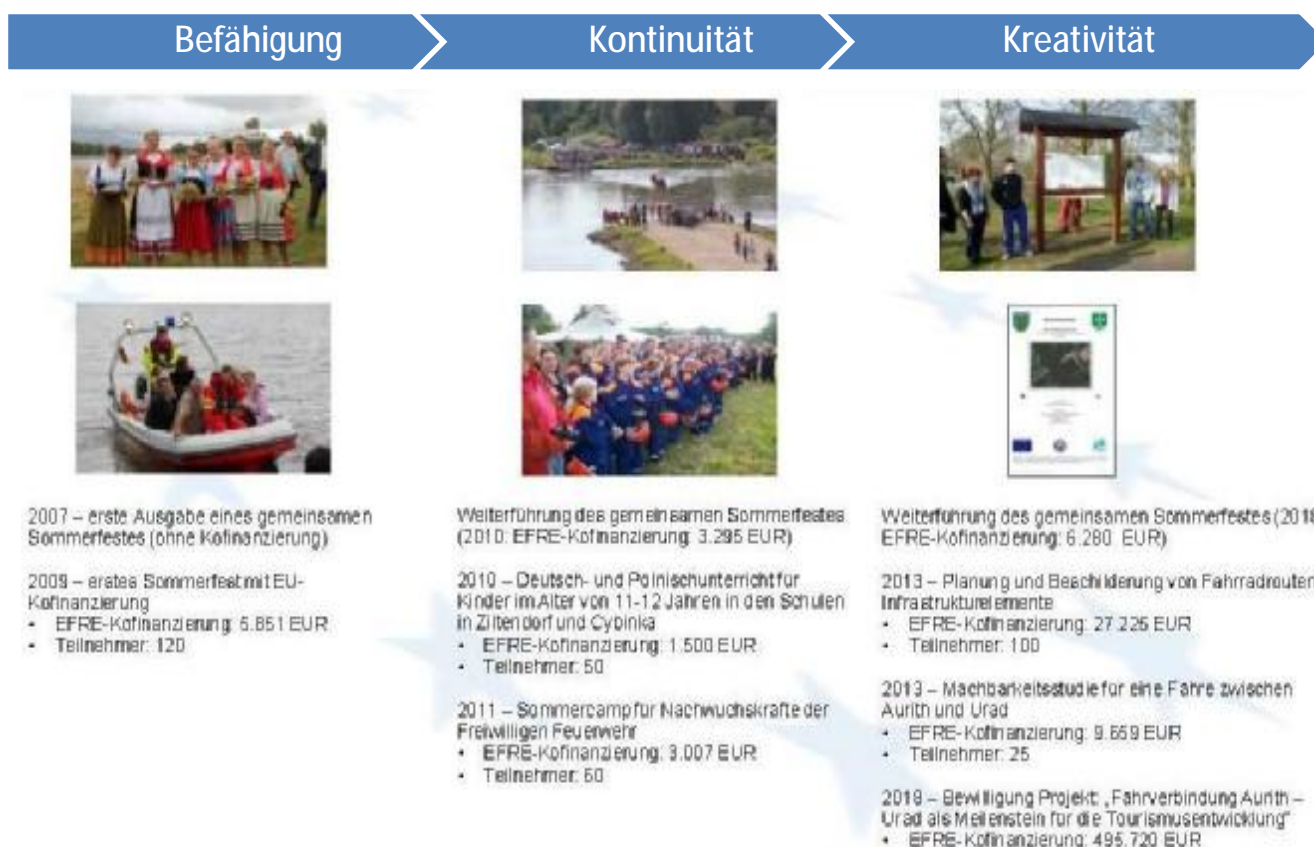 Befähigung
Kontinuität
Kreativität
2007 – erste Ausgabe eines gemeinsamen
Sommerfestes (ohne Kofinanzierung)
– erstes Sommerfest mit EU-
Kofinanzierung
• EFRE-Kofinanzierung: 5.851 EUR
• Teilnehmer: 120
Weiterführung des gemeinsamen Sommerfestes
(2010: EFRE-Kofinanzierung: 3.295 EUR)
2010 – Deutsch- und Polnischunterricht für
Kinder im Alter von 11-12 Jahren in den Schulen
in Ziltendorf und Cybinka
• EFRE-Kofinanzierung: 1.500 EUR
• Teilnehmer: 50
2011 – Sommercamp für Nachwuchskräfte der
Freiwilligen Feuerwehr
• EFRE-Kofinanzierung: 3.007 EUR
• Teilnehmer: 60
Weiterführung des gemeinsamen Sommerfestes (2018
EFRE-Kofinanzierung: 6.280 EUR)
2013 – Planung und Beschilderung von Fahrradrouten
Infrastrukturelemente
• EFRE-Kofinanzierung: 27.225 EUR
• Teilnehmer: 100
2013 – Machbarkeitsstudie für eine Fähre zwischen
Aurith und Urad
• EFRE-Kofinanzierung: 9.659 EUR
• Teilnehmer: 25
– Bewilligung Projekt: „Fährverbindung Aurith –
Urad als Meilenstein für die Tourismusentwicklung“
• EFRE-Kofinanzierung: 495.720 EUR